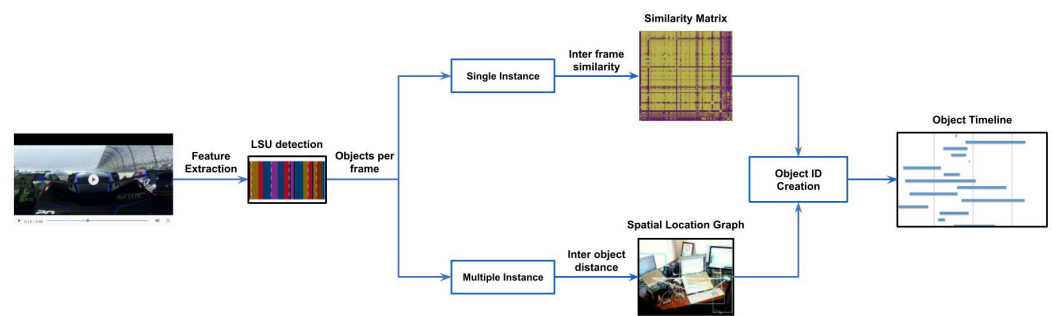 Similarity Matrix
Inter frame
similarity
Single Instance
Object Timeline
LSU detection
Feature
Extraction
Objects per
frame
Object ID
Creation
Spatial Location Graph
Inter object
distance
Multiple Instance